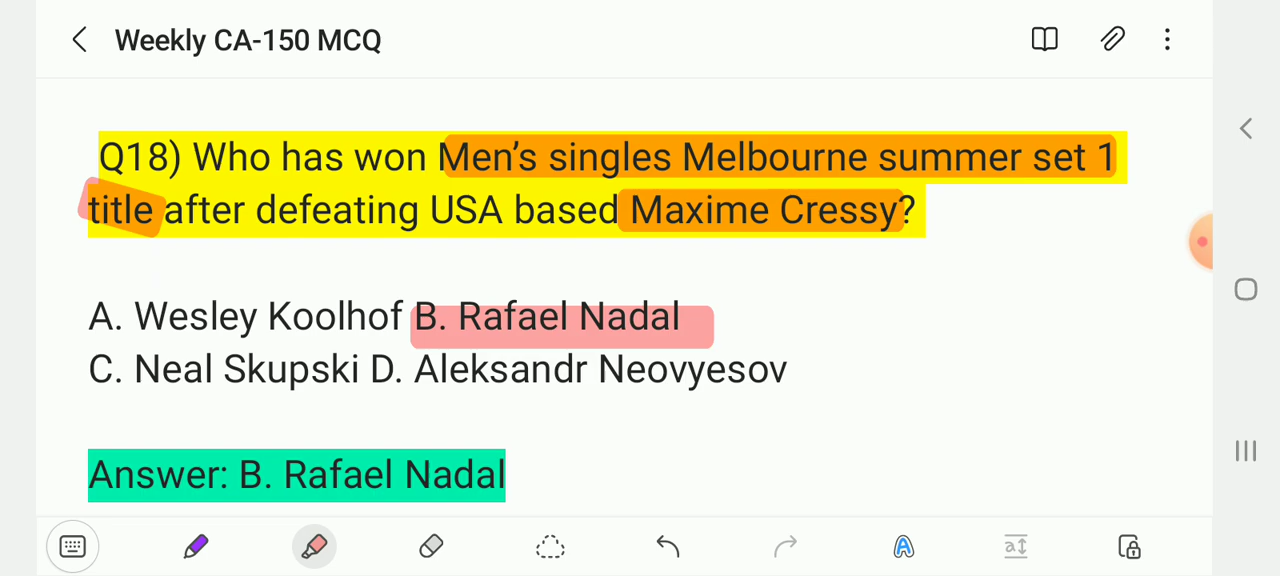 Weekly CA-150 MCQ
Q18) Who has won Men's singles Melbourne summer set 1
title after defeating USA based Maxime Cressy?
A. Wesley Koolhof B. Rafael Nadal
C. Neal Skupski D. Aleksandr Neovyesov
Answer: B. Rafael Nadal